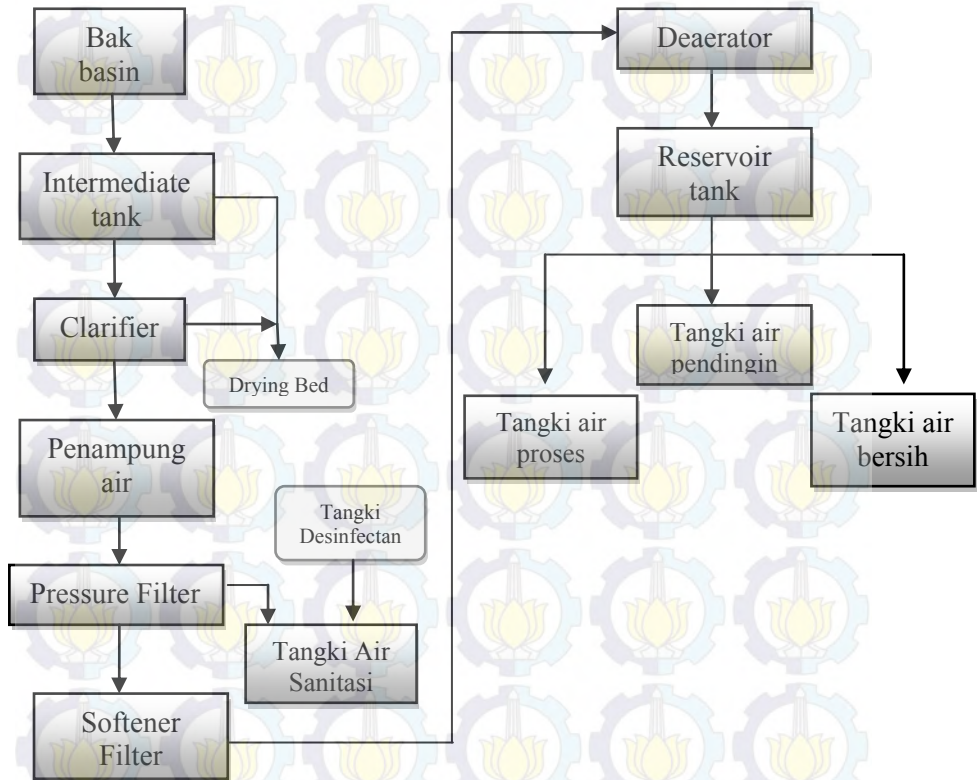 Bak
basin
Intermediate
tank
Clarifier
Drying Bed
Penampung
air
Tangki
Desinfectan
Pressure Filter
Tangki Air
Sanitasi
Softener
Filter
Deaerator
Reservoir
tank
Tangki air
proses
Tangki air
pendingin
Tangki air
bersih